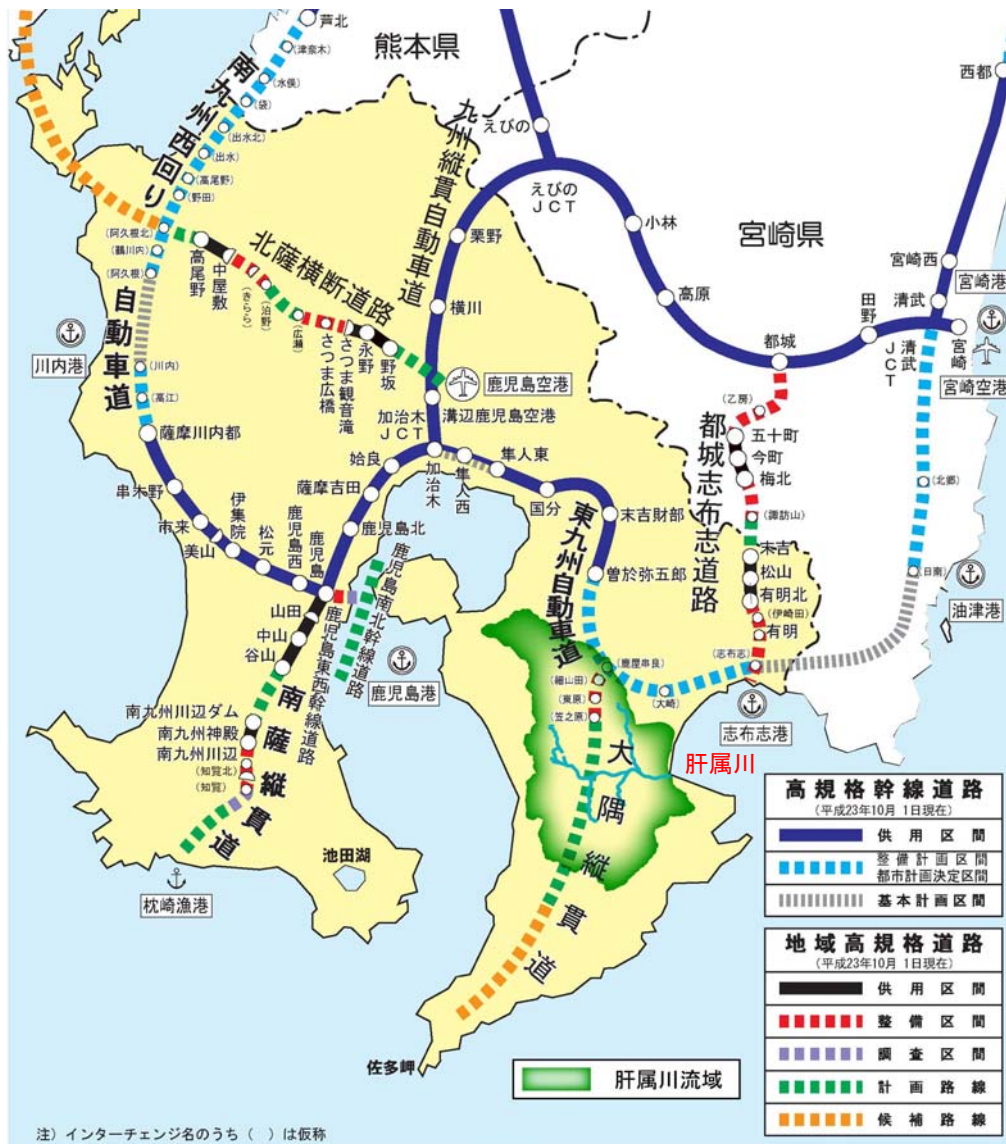 芦北
(津奈木)
(水俣)
(袋)
(出水北)
(出水)
(高尾野)
(野田)
(阿久根北)
(鶴川内)
(阿久根)
南九州西回り
自動車道
熊本県
九州縦貫自動車道
えびの
えびの
JCT
小林
高原
宮崎県
西都
宮崎西
宮崎港
清武
田野
清武
JCT
宮崎
宮崎空港
都城
栗野
横川
北薩横断道路
高尾野
中屋敷
(きらら)
(泊野)
(広瀬)
さつま広橋
さつま観音滝
永野
野坂
鹿児島空港
溝辺鹿児島空港
加治木
JCT
加治木
隼人西
隼人東
国分
末吉財部
曽於弥五郎
東九州自動車道
川内港
(川内)
(高江)
薩摩川内都
串木野
市来
美山
伊集院
松元
鹿児島西
鹿児島
姶良
薩摩吉田
鹿児島北
鹿児島南北幹線道路
鹿児島東西幹線道路
鹿児島港
山田
中山
谷山
南薩縦貫道
南九州川辺ダム
南九州神殿
南九州川辺
(知覧北)
(知覧)
枕崎漁港
池田湖
(乙房)
五十町
今町
梅北
(諏訪山)
末吉
松山
有明北
(伊崎田)
有明
(志布志)
都城志布志道路
(北郷)
(日南)
油津港
志布志港
(鹿屋串良)
(大崎)
(細山田)
(東原)
(笠之原)
大隅縦貫道
肝属川
佐多岬
肝属川流域
高規格幹線道路
(平成23年10月 1日現在)
供用区間
整備計画区間
都市計画決定区間
基本計画区間
地域高規格道路
(平成23年10月 1日現在)
供用区間
整備区間
調査区間
計画路線
候補路線
注) インターチェンジ名のうち ( ) は仮称